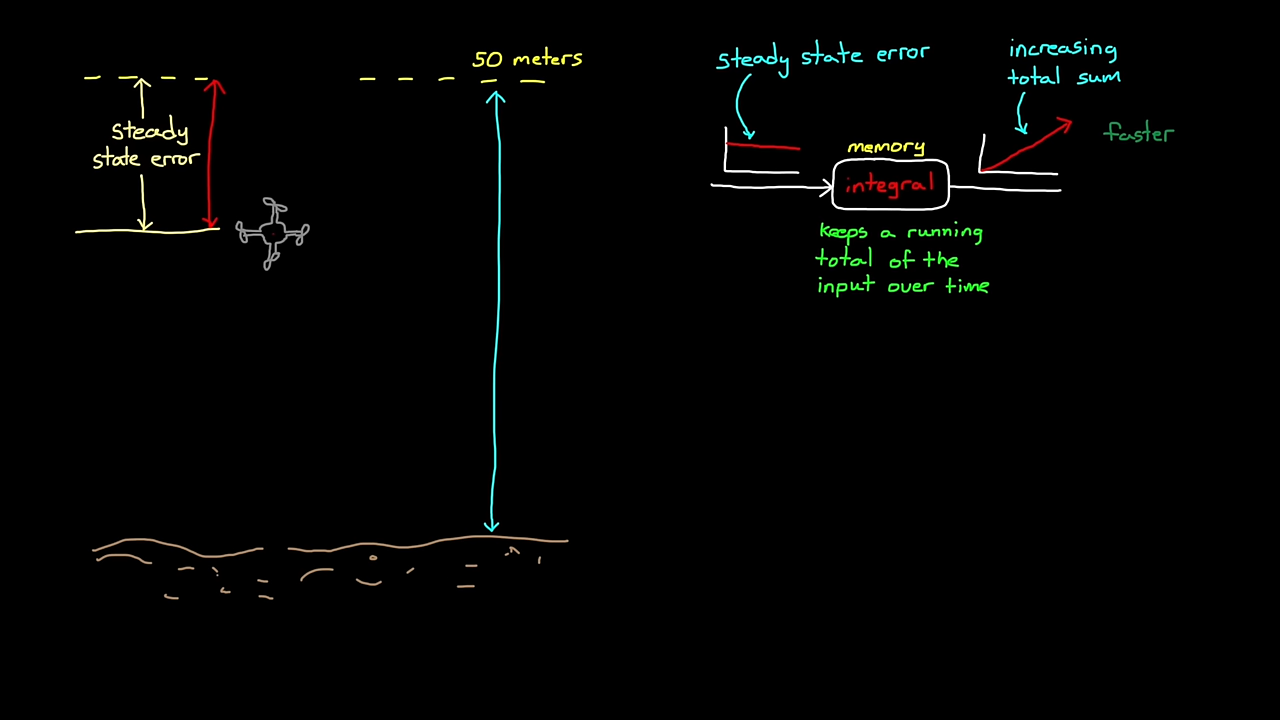 50 meters
steady
state error
steady state error
increasing
total sum
faster
memory
integral
keeps a running
total of the
input over time